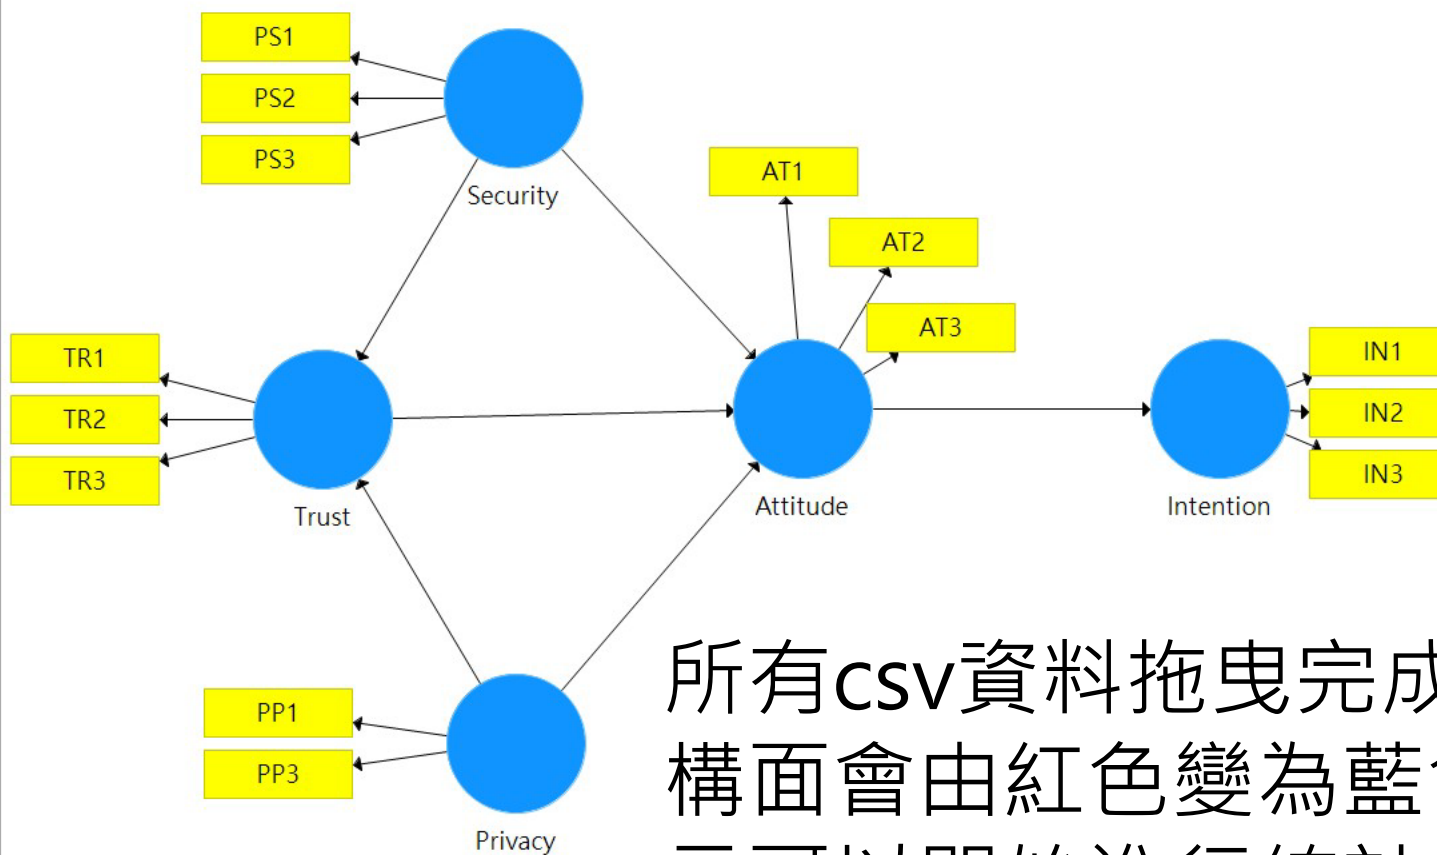 PS1
PS2
PS3
Security
AT1
AT2
AT3
TR1
TR2
TR3
Trust
Attitude
IN1
IN2
IN3
Intention
PP1
PP3
Privacy
所有csv資料拖曳完成
構面會由紅色變為藍